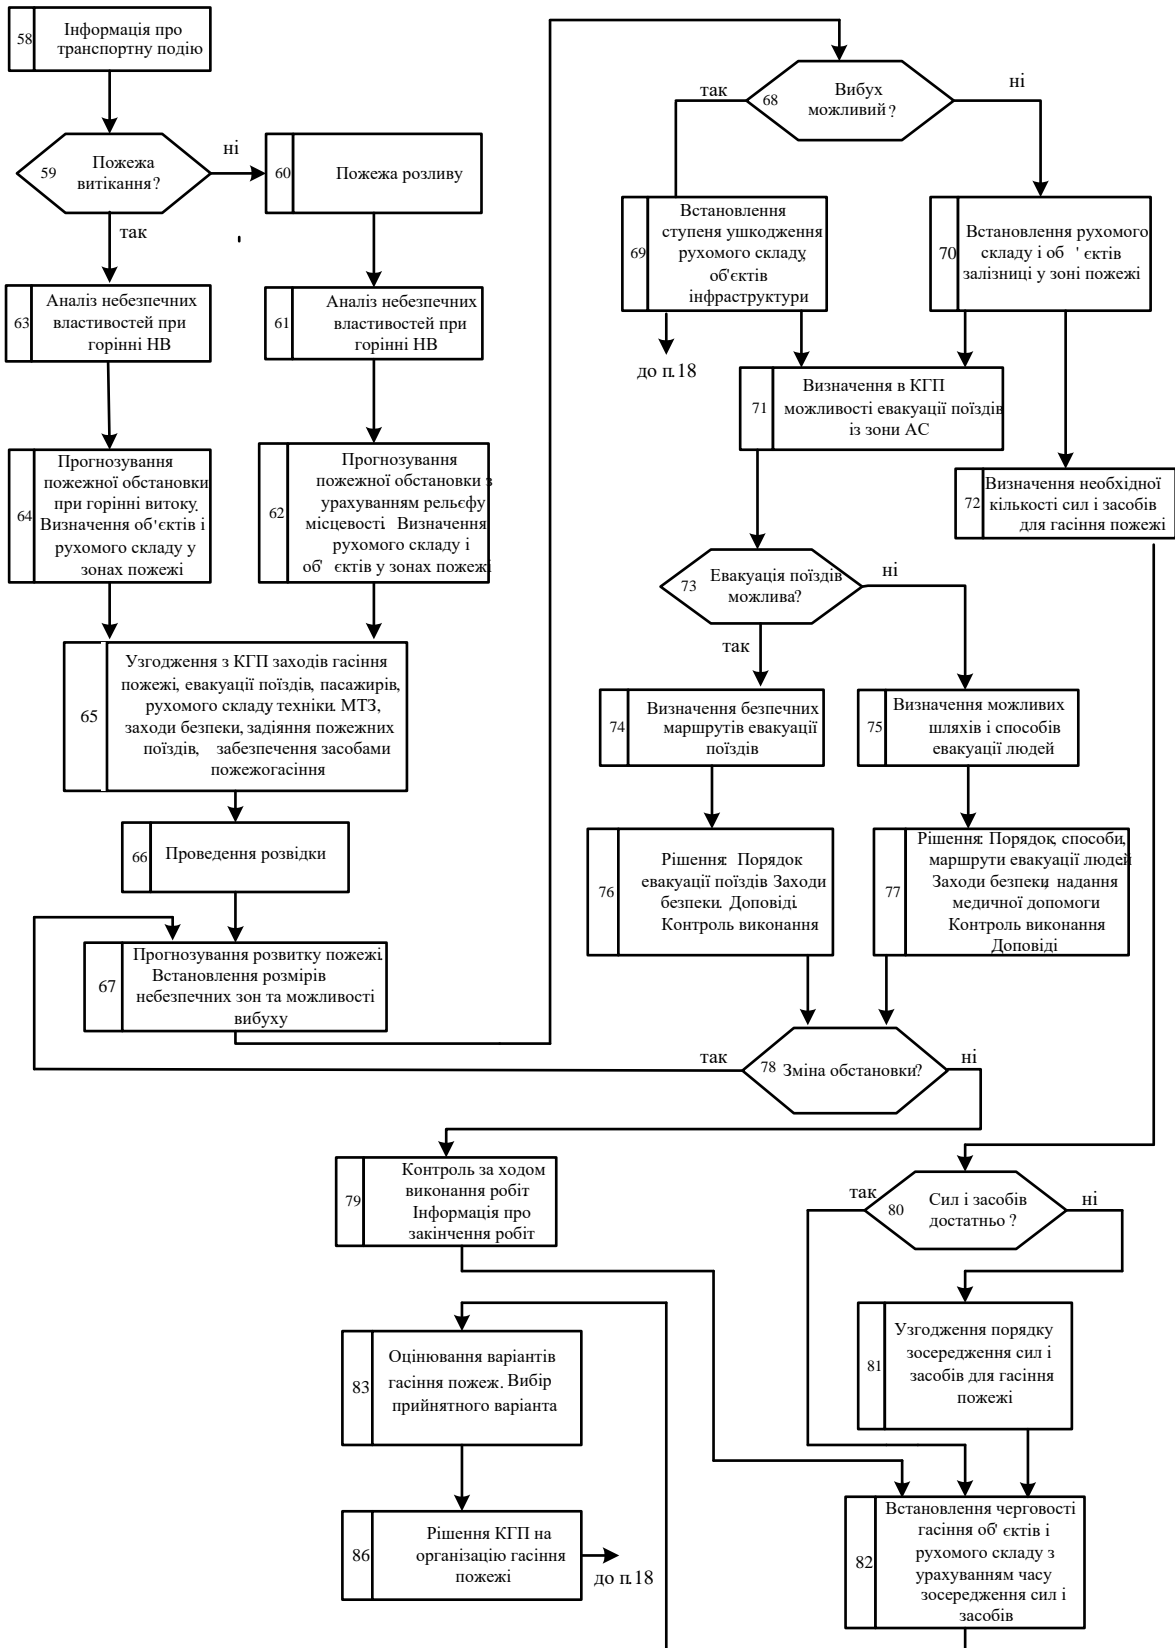 58
Інформація про
транспортну подію
59
Пожежа
витікання?
ні
так
60
Пожежа розливу
63
Аналіз небезпечних
властивостей при
горінні НВ
61
Аналіз небезпечних
властивостей при
горінні НВ
64
Прогнозування
пожежної обстановки
при горінні витоку.
Визначення об'єктів і
рухомого складу у
зонах пожежі
62
Прогнозування
пожежної обстановки з
урахуванням рельєфу
місцевості. Визначення
рухомого складу і
об' єктів у зонах пожежі
65
Узгодження з КГП заходів гасіння
пожежі, евакуації поїздів, пасажирів,
рухомого складу, техніки. МТЗ,
заходи безпеки, задіяння пожежних
поїздів, забезпечення засобами
пожежогасіння
66
Проведення розвідки
67
Прогнозування розвитку пожежі.
Встановлення розмірів
небезпечних зон та можливості
вибуху
68
Вибух
можливий ?
так
ні
69
Встановлення
ступеня ушкодження
рухомого складу,
об'єктів
інфраструктури
до п.18
70
Встановлення рухомого
складу і об ' єктів
залізниці у зоні пожежі
71
Визначення в КГП
можливості евакуації поїздів
із зони АС
72
Визначення необхідної
кількості сил і засобів
для гасіння пожежі
73
Евакуація поїздів
можлива?
ні
так
74
Визначення безпечних
маршрутів евакуації
поїздів
75
Визначення можливих
шляхів і способів
евакуації людей
76
Рішення: Порядок
евакуації поїздів. Заходи
безпеки. Доповіді.
Контроль виконання
77
Рішення: Порядок, способи,
маршрути евакуації людей.
Заходи безпеки, надання
медичної допомоги
Контроль виконання
Доповіді
78
Зміна обстановки?
так
ні
79
Контроль за ходом
виконання робіт
Інформація про
закінчення робіт
80
Сил і засобів
достатньо ?
так
ні
81
Узгодження порядку
зосередження сил і
засобів для гасіння
пожежі
83
Оцінювання варіантів
гасіння пожеж. Вибір
прийнятного варіанта
82
Встановлення черговості
гасіння об' єктів і
рухомого складу з
урахуванням часу
зосередження сил і
засобів
86
Рішення КГП на
організацію гасіння
пожежі
до п.18